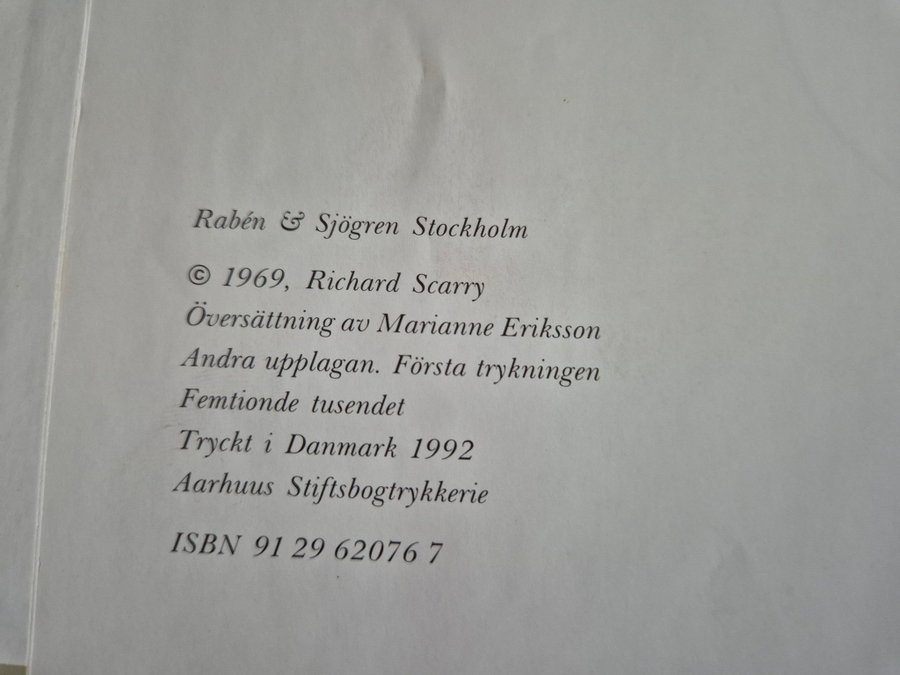 Rabén & Sjögren Stockholm
© 1969, Richard Scarry
Översättning av Marianne Eriksson
Andra upplagan. Första trykningen
Femtionde tusendet
Tryckt i Danmark 1992
Aarhuus Stiftsbogtrykkerie
ISBN 91 29 62076 7